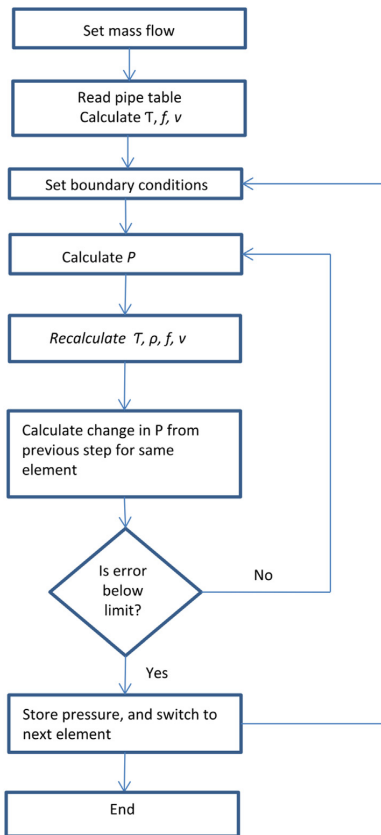 Set mass flow
Read pipe table
Calculate T, f, v
Set boundary conditions
Calculate P
Recalculate T, ρ, f, v
Calculate change in P from
previous step for same
element
Is error
below
limit?
No
Yes
Store pressure, and switch to
next element
End